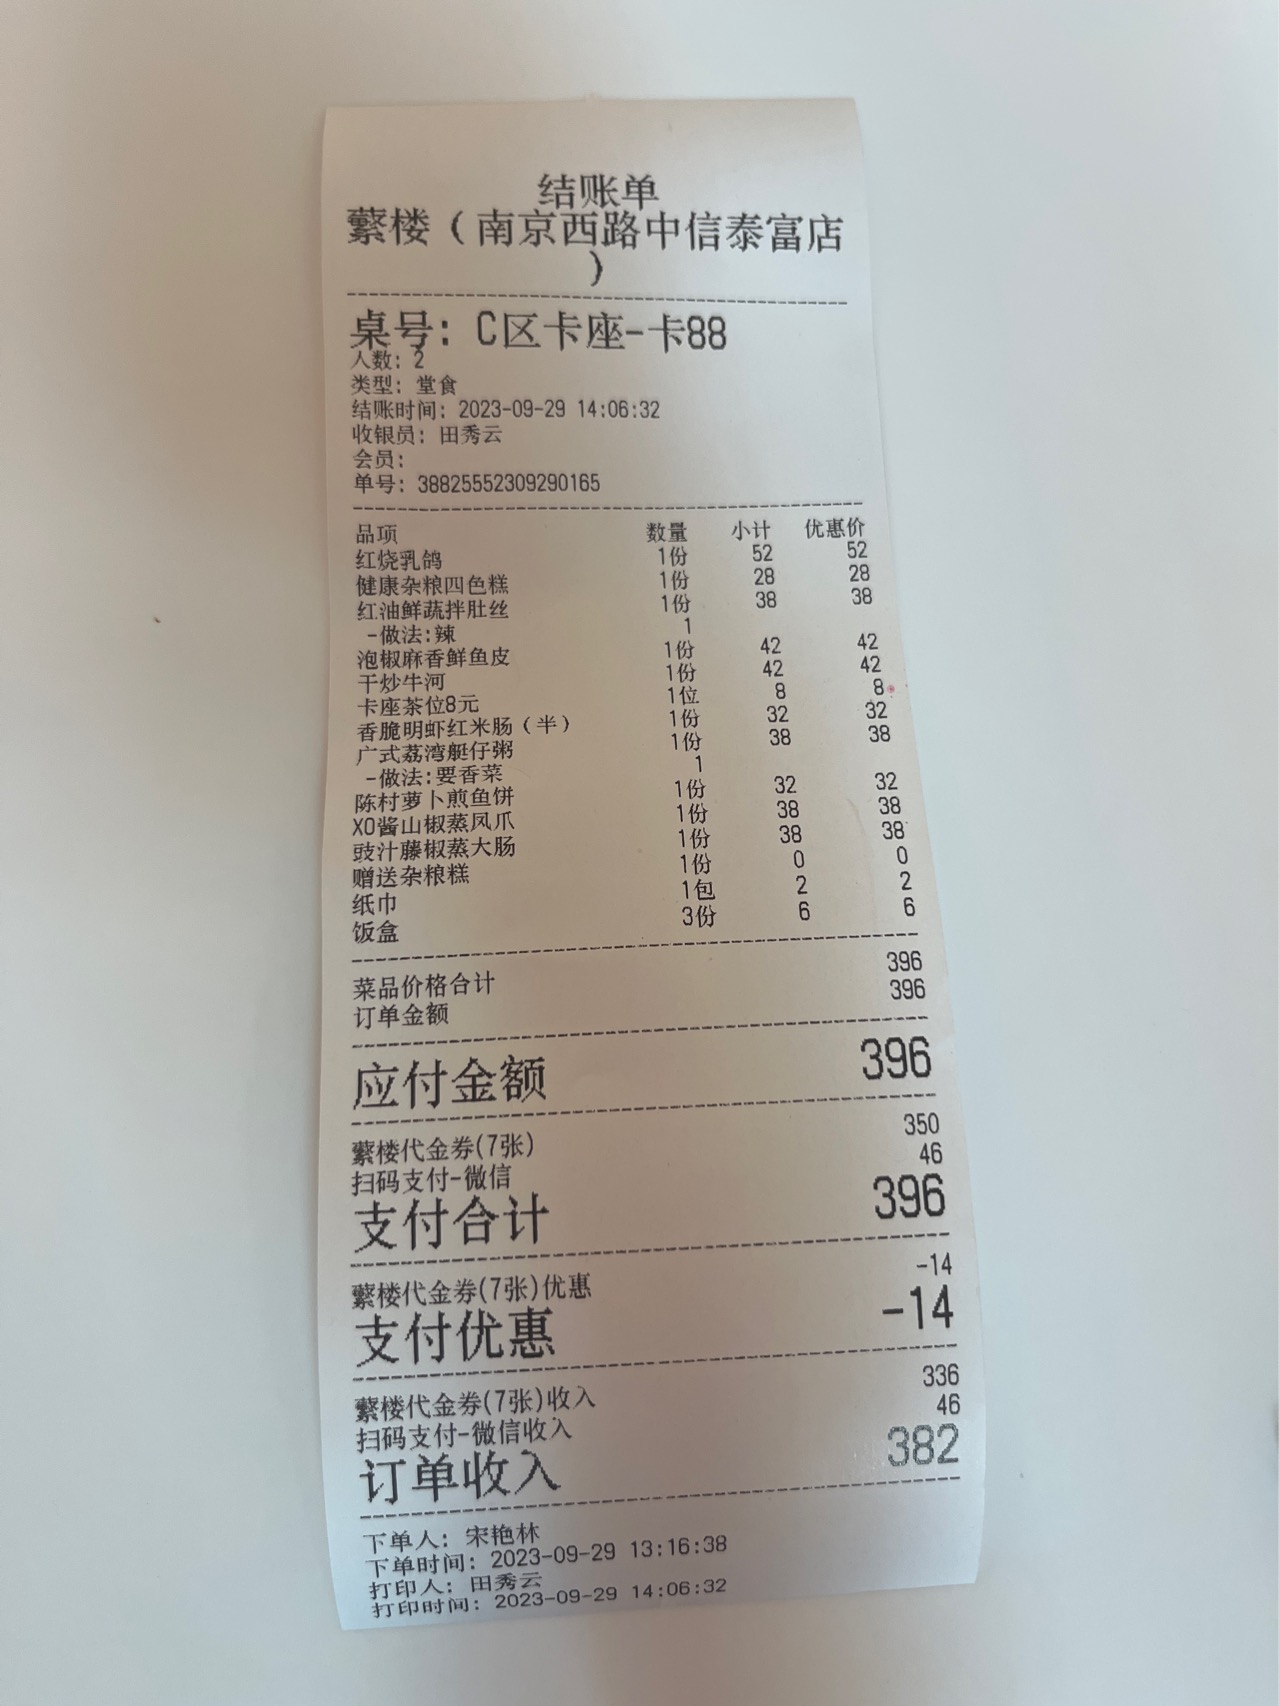 结账单
蘩楼（南京西路中信泰富店
）
桌号: C区卡座-卡88
人数: 2
类型: 堂食
结账时间: 2023-09-29 14:06:32
收银员: 田秀云
会员:
单号: 38825552309290165
品项 数量 小计 优惠价
红烧乳鸽 1份 52 52
健康杂粮四色糕 1份 28 28
红油鲜蔬拌肚丝 1份 38 38
-做法:辣 1
泡椒麻香鲜鱼皮 1份 42 42
干炒牛河 1份 42 42
卡座茶位8元 1位 8 8
香脆明虾红米肠（半） 1份 32 32
广式荔湾艇仔粥 1份 38 38
-做法:要香菜 1
陈村萝卜煎鱼饼 1份 32 32
XO酱山椒蒸凤爪 1份 38 38
豉汁藤椒蒸大肠 1份 38 38
赠送杂粮糕 1份 0 0
纸巾 1包 2 2
饭盒 3份 6 6
菜品价格合计 396
订单金额 396
应付金额 396
蘩楼代金券(7张) 350
扫码支付-微信 46
支付合计 396
蘩楼代金券(7张)优惠 -14
支付优惠 -14
蘩楼代金券(7张)收入 336
扫码支付-微信收入 46
订单收入 382
下单人: 宋艳林
下单时间: 2023-09-29 13:16:38
打印人: 田秀云
打印时间: 2023-09-29 14:06:32